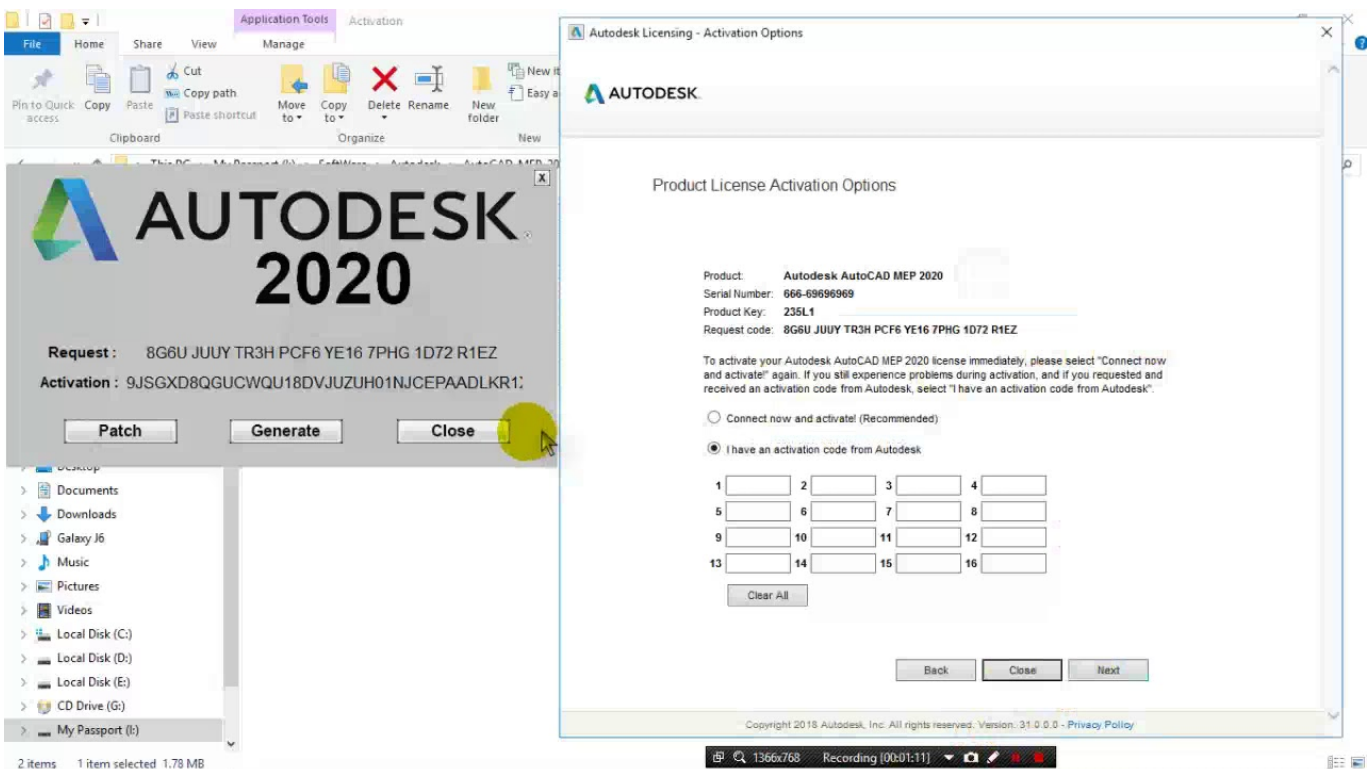 Application Tools
Activation
File
Home
Share
View
Manage
Pin to Quick access
Copy
Paste
Cut
Copy path
Paste shortcut
Move to
Copy to
Delete
Rename
New folder
New it
Easy a
Clipboard
Organize
New
AUTODESK
2020
Request : 8G6U JUUY TR3H PCF6 YE16 7PHG 1D72 R1EZ
Activation : 9JSGXD8QGUCWQU18DVJUZUH01NJCEPAADLKR1
Patch
Generate
Close
Desktop
Documents
Downloads
Galaxy J6
Music
Pictures
Videos
Local Disk (C:)
Local Disk (D:)
Local Disk (E:)
CD Drive (G:)
My Passport (I:)
2 items 1 item selected 1.78 MB
Autodesk Licensing - Activation Options
AUTODESK.
Product License Activation Options
Product: Autodesk AutoCAD MEP 2020
Serial Number: 666-69696969
Product Key: 235L1
Request code: 8G6U JUUY TR3H PCF6 YE16 7PHG 1D72 R1EZ
To activate your Autodesk AutoCAD MEP 2020 license immediately, please select "Connect now
and activate!" again. If you still experience problems during activation, and if you requested and
received an activation code from Autodesk, select "I have an activation code from Autodesk".
Connect now and activate! (Recommended)
I have an activation code from Autodesk
1 2 3 4
5 6 7 8
9 10 11 12
13 14 15 16
Clear All
Back
Close
Next
Copyright 2018 Autodesk, Inc. All rights reserved. Version. 31.0.0.0 - Privacy Policy
1366x768 Recording [00:01:11]